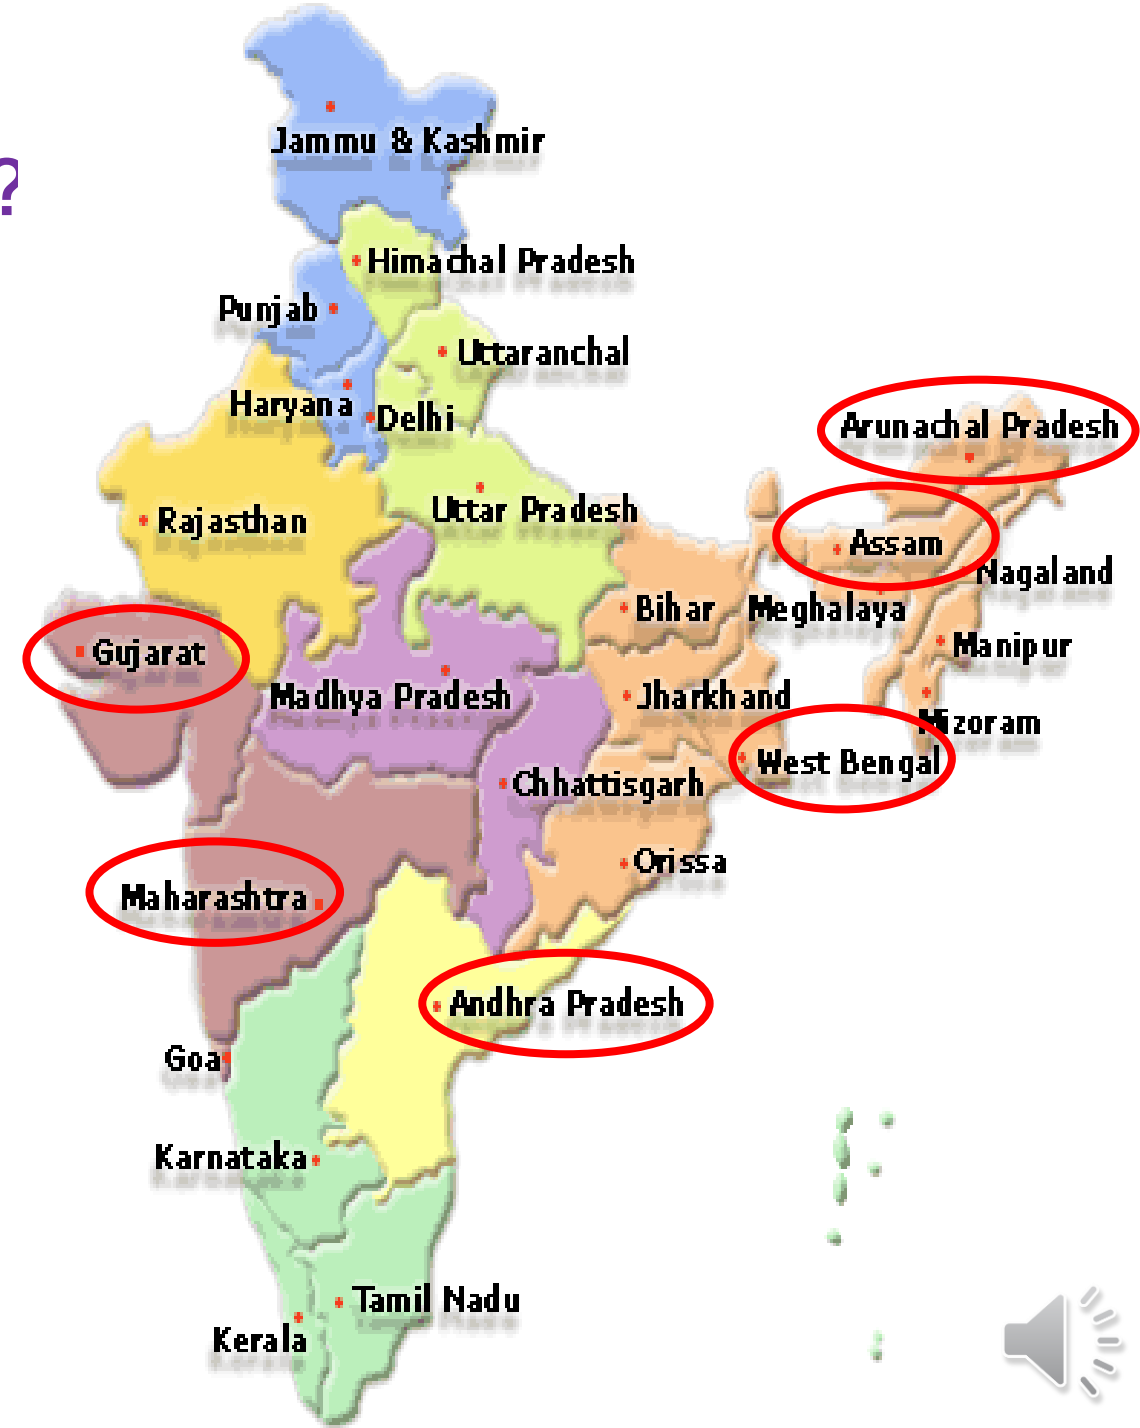 Jammu & Kashmir
?
Himachal Pradesh
Punjab
Uttaranchal
Haryana
Delhi
Arunachal Pradesh
Uttar Pradesh
Rajasthan
Assam
Nagaland
Bihar
Meghalaya
Manipur
Gujarat
Madhya Pradesh
Jharkhand
Mizoram
West Bengal
Chhattisgarh
Orissa
Maharashtra
Andhra Pradesh
Goa
Karnataka
Tamil Nadu
Kerala